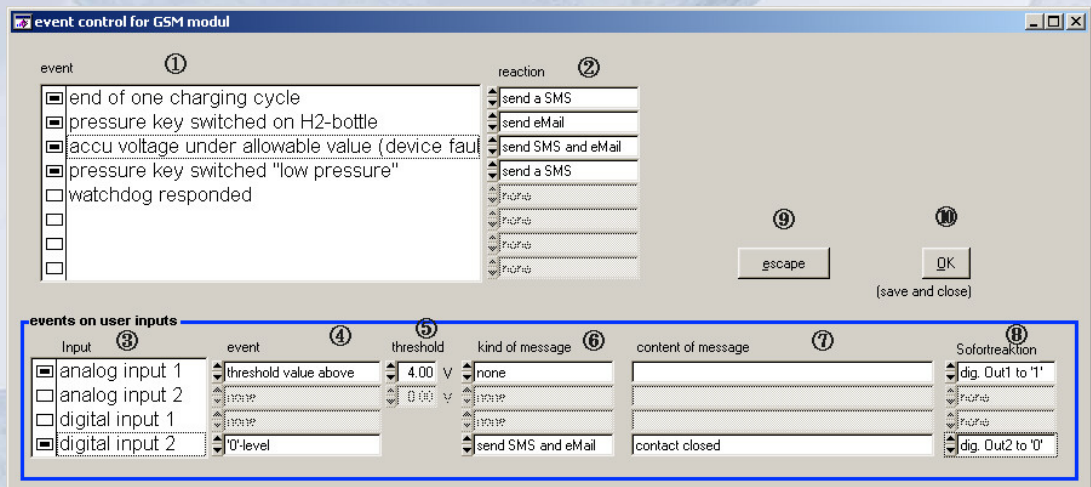 event control for GSM modul
event ① reaction ②
end of one charging cycle send a SMS
pressure key switched on H2-bottle send eMail
accu voltage under allowable value (device faul send SMS and eMail
pressure key switched "low pressure" send a SMS
watchdog responded none
none
none
none
⑨ ⑩
escape OK
(save and close)
events on user inputs
Input ③ event ④ threshold ⑤ kind of message ⑥ content of message ⑦ Sofortreaktion ⑧
analog input 1 threshold value above 4.00 V none dig. Out1 to '1'
analog input 2 none 0.00 V none none
digital input 1 none none none
digital input 2 '0'-level send SMS and eMail contact closed dig. Out2 to '0'